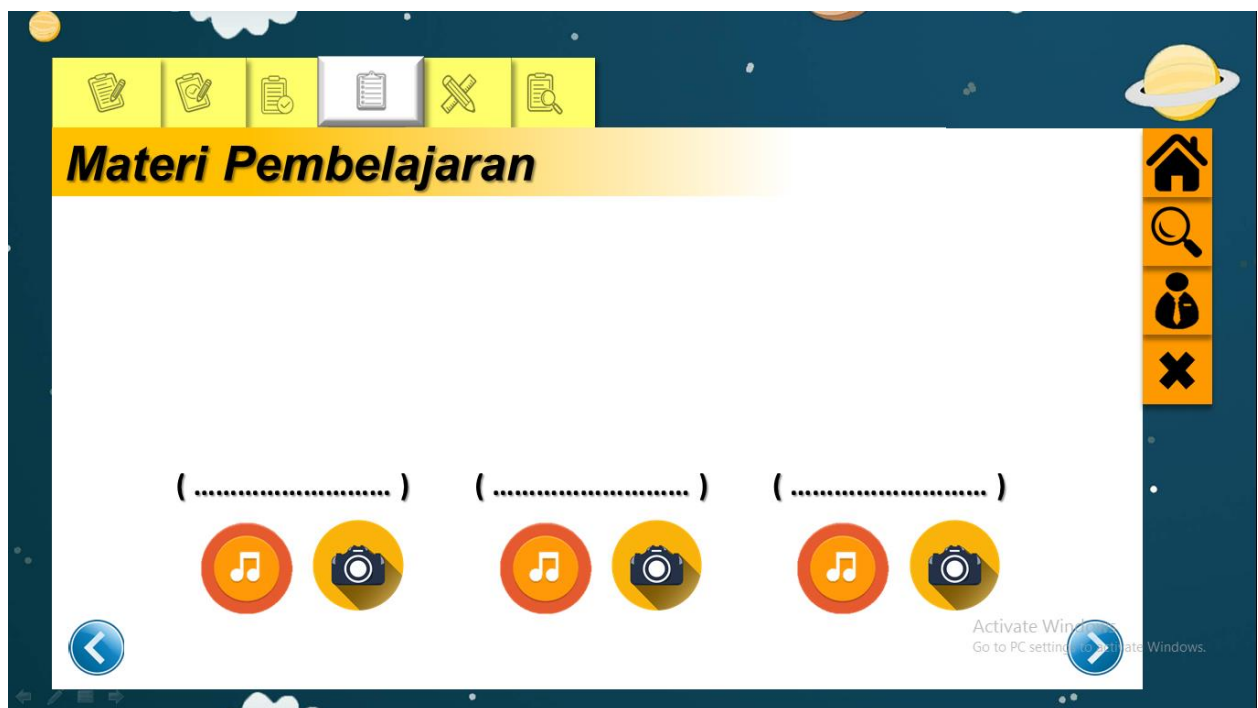 Materi Pembelajaran
( ........................... ) ( ........................... ) ( ........................... )
Activate Windows
Go to PC settings to activate Windows.